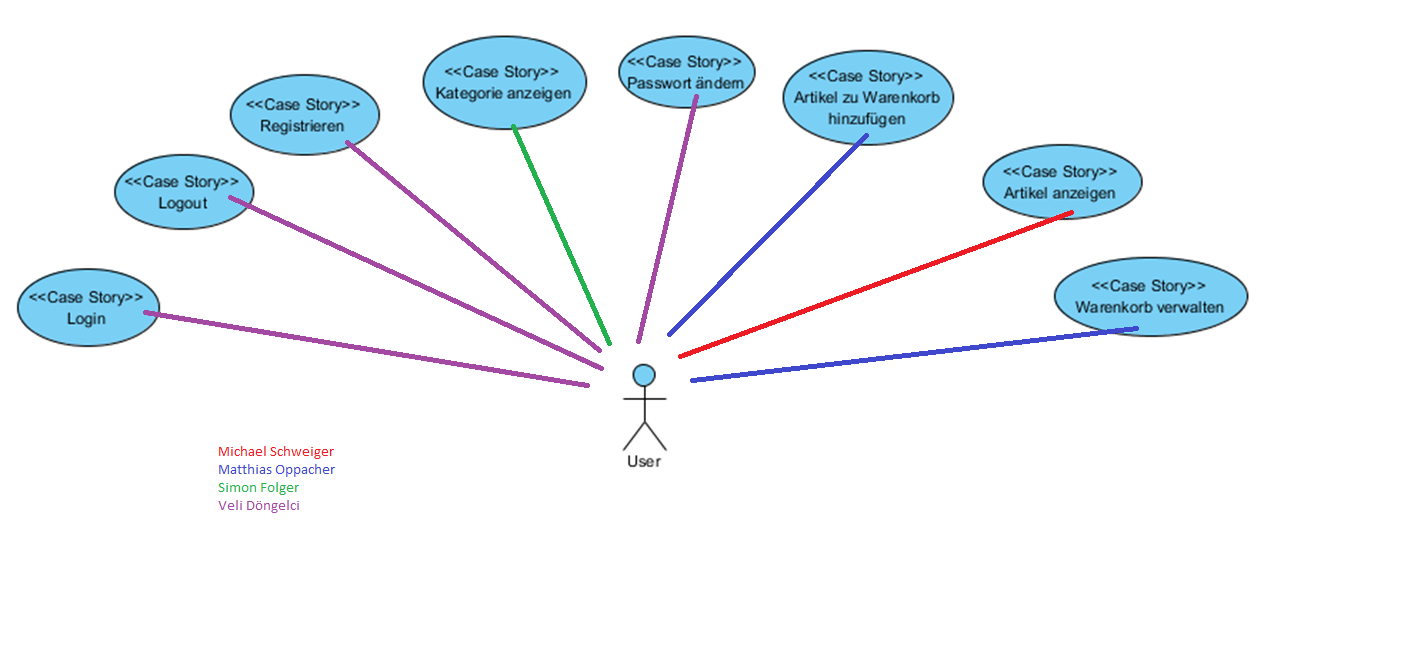 <<Case Story>>
Kategorie anzeigen
<<Case Story>>
Passwort ändern
<<Case Story>>
Artikel zu Warenkorb
hinzufügen
<<Case Story>>
Registrieren
<<Case Story>>
Artikel anzeigen
<<Case Story>>
Logout
<<Case Story>>
Warenkorb verwalten
<<Case Story>>
Login
User
Michael Schweiger
Matthias Oppacher
Simon Folger
Veli Döngelci